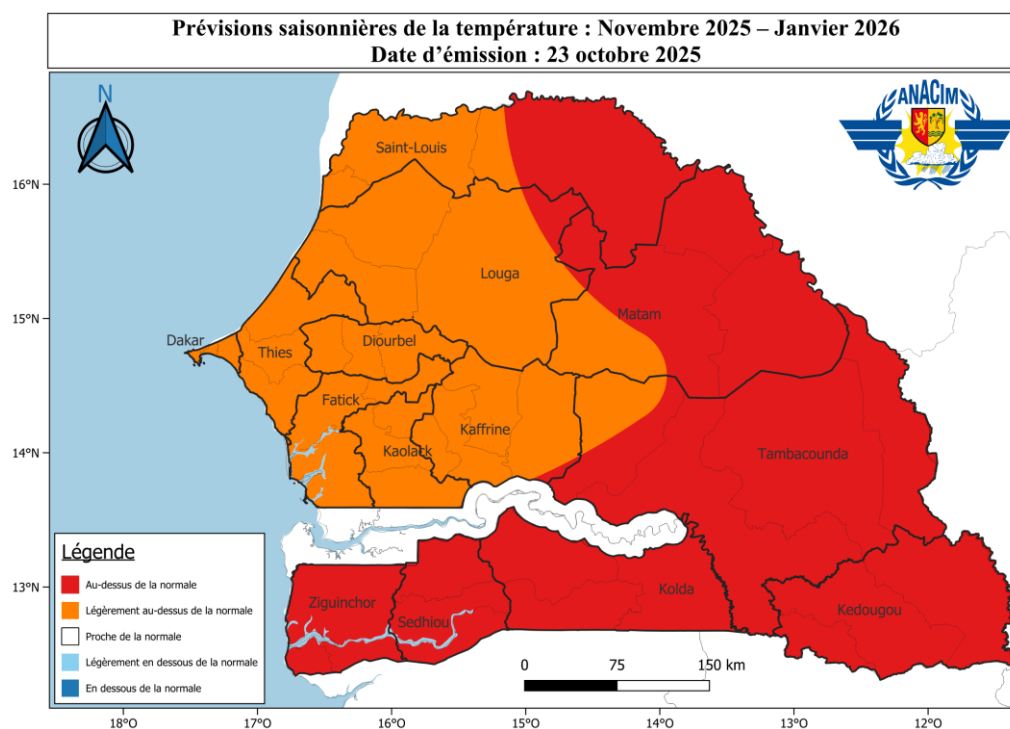 Prévisions saisonnières de la température : Novembre 2025 – Janvier 2026
Date d'émission : 23 octobre 2025
N
ANACIM
16°N
15°N
14°N
13°N
Saint-Louis
Louga
Matam
Dakar
Thies
Diourbel
Fatick
Kaolack
Kaffrine
Tambacounda
Ziguinchor
Sedhiou
Kolda
Kedougou
Légende
Au-dessus de la normale
Légèrement au-dessus de la normale
Proche de la normale
Légèrement en dessous de la normale
En dessous de la normale
0 75 150 km
18°O 17°O 16°O 15°O 14°O 13°O 12°O